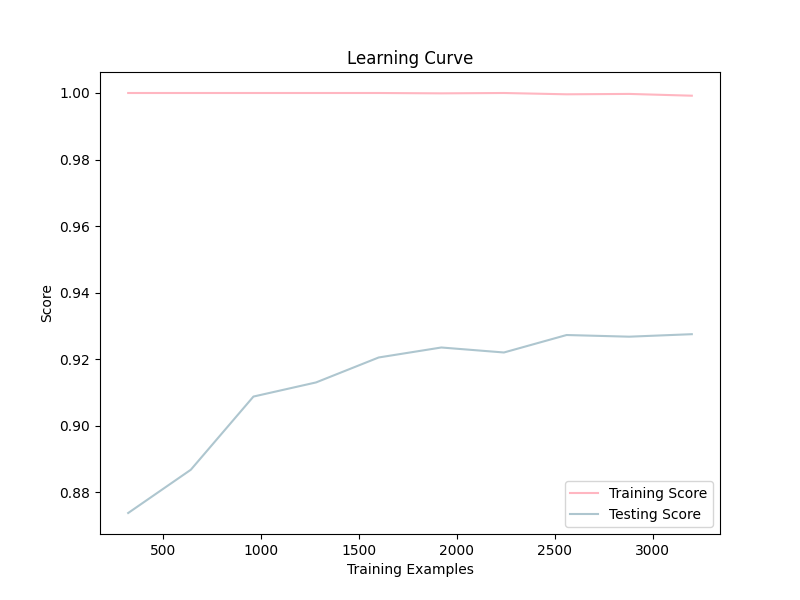 Learning Curve
1.00
0.98
0.96
0.94
0.92
0.90
0.88
Score
Training Score
Testing Score
500 1000 1500 2000 2500 3000
Training Examples